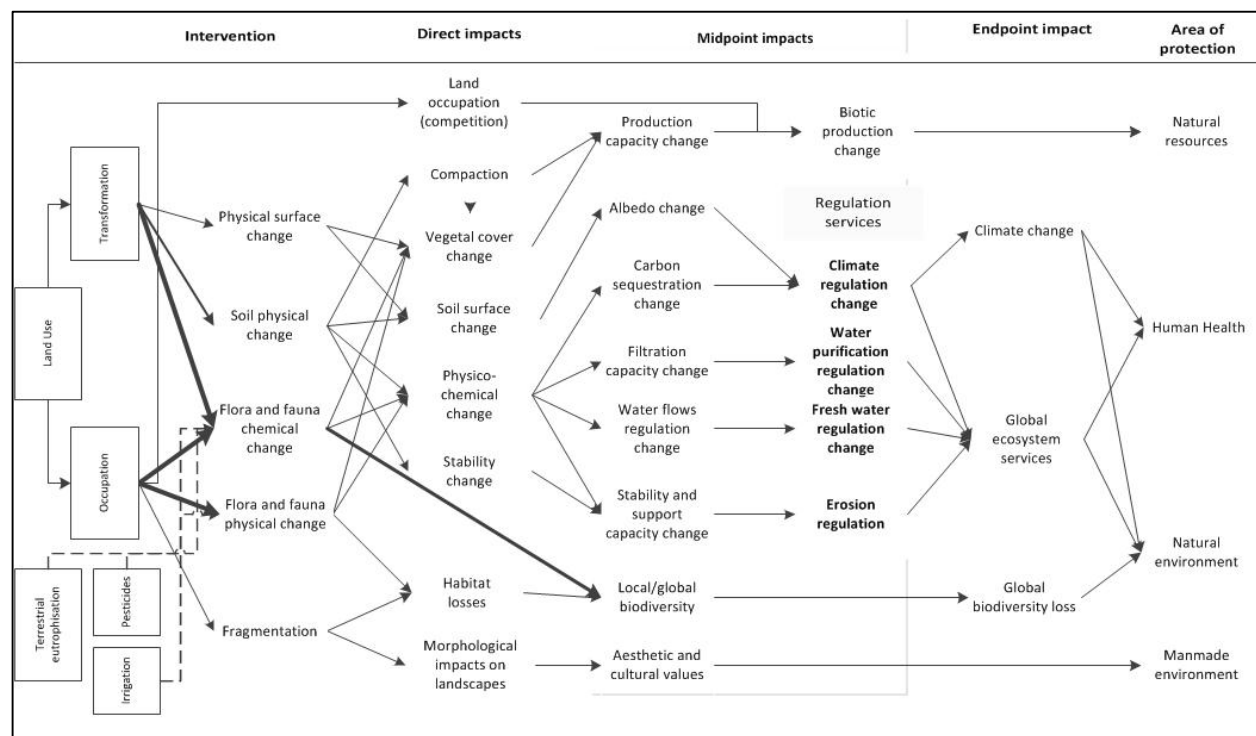 Intervention
Direct impacts
Midpoint impacts
Endpoint impact
Area of
protection
Land Use
Transformation
Occupation
Terrestrial
eutrophisation
Pesticides
Irrigation
Physical surface
change
Soil physical
change
Flora and fauna
chemical
change
Flora and fauna
physical change
Fragmentation
Land
occupation
(competition)
Compaction
Vegetal cover
change
Soil surface
change
Physico-
chemical
change
Stability
change
Habitat
losses
Morphological
impacts on
landscapes
Production
capacity change
Albedo change
Carbon
sequestration
change
Filtration
capacity change
Water flows
regulation
change
Stability and
support
capacity change
Local/global
biodiversity
Aesthetic and
cultural values
Biotic
production
change
Regulation
services
Climate
regulation
change
Water
purification
regulation
change
Fresh water
regulation
change
Erosion
regulation
Climate change
Global
ecosystem
services
Global
biodiversity loss
Natural
resources
Human Health
Natural
environment
Manmade
environment